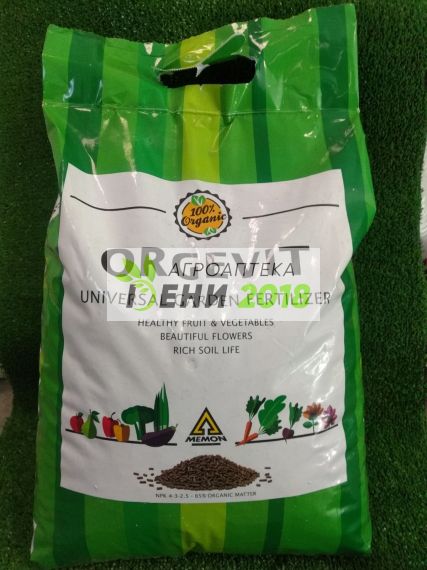 100%
Organic
ORGEVIT
АГРОАПТЕКА
ЕНИ 2018
UNIVERSAL GARDEN FERTILIZER
HEALTHY FRUIT & VEGETABLES
BEAUTIFUL FLOWERS
RICH SOIL LIFE
MEMON
NPK 4-3-2,5 - 65% ORGANIC MATTER